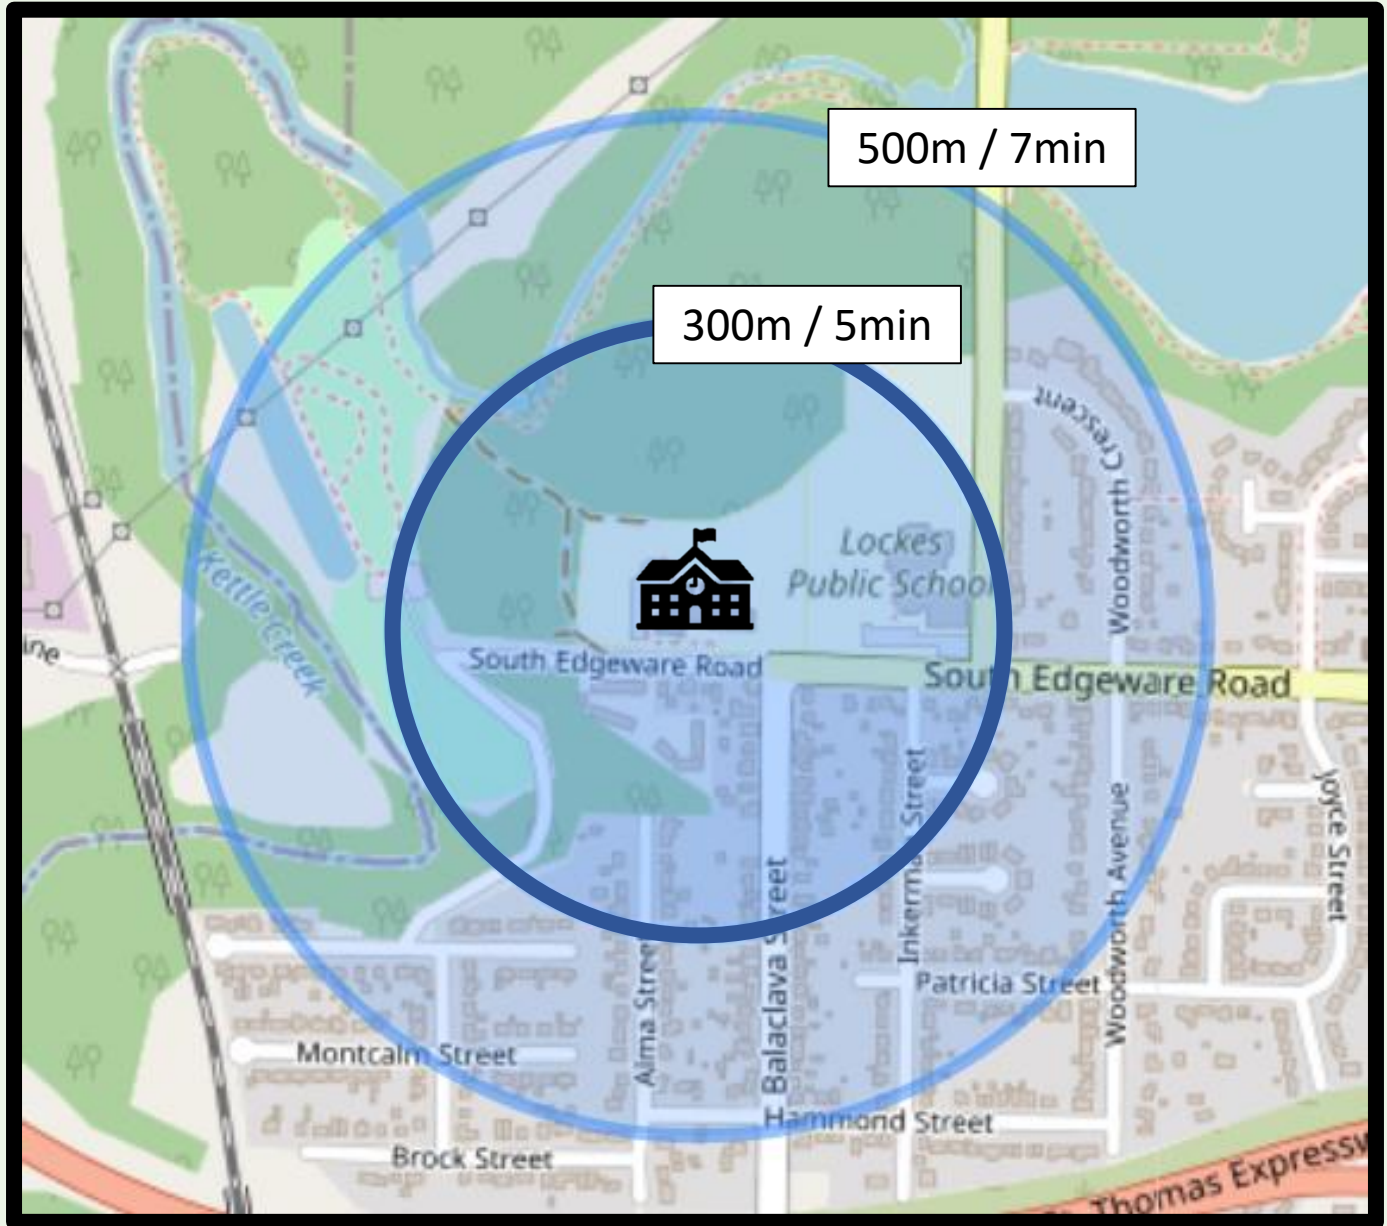 500m / 7min
300m / 5min
Woodworth Crescent
Lockes
Public School
Kettle Creek
ine
South Edgeware Road
South Edgeware Road
Inkerman Street
Woodworth Avenue
Joyce Street
Alma Street
Balaclava Street
Patricia Street
Montcalm Street
Hammond Street
Brock Street
Thomas Expressw